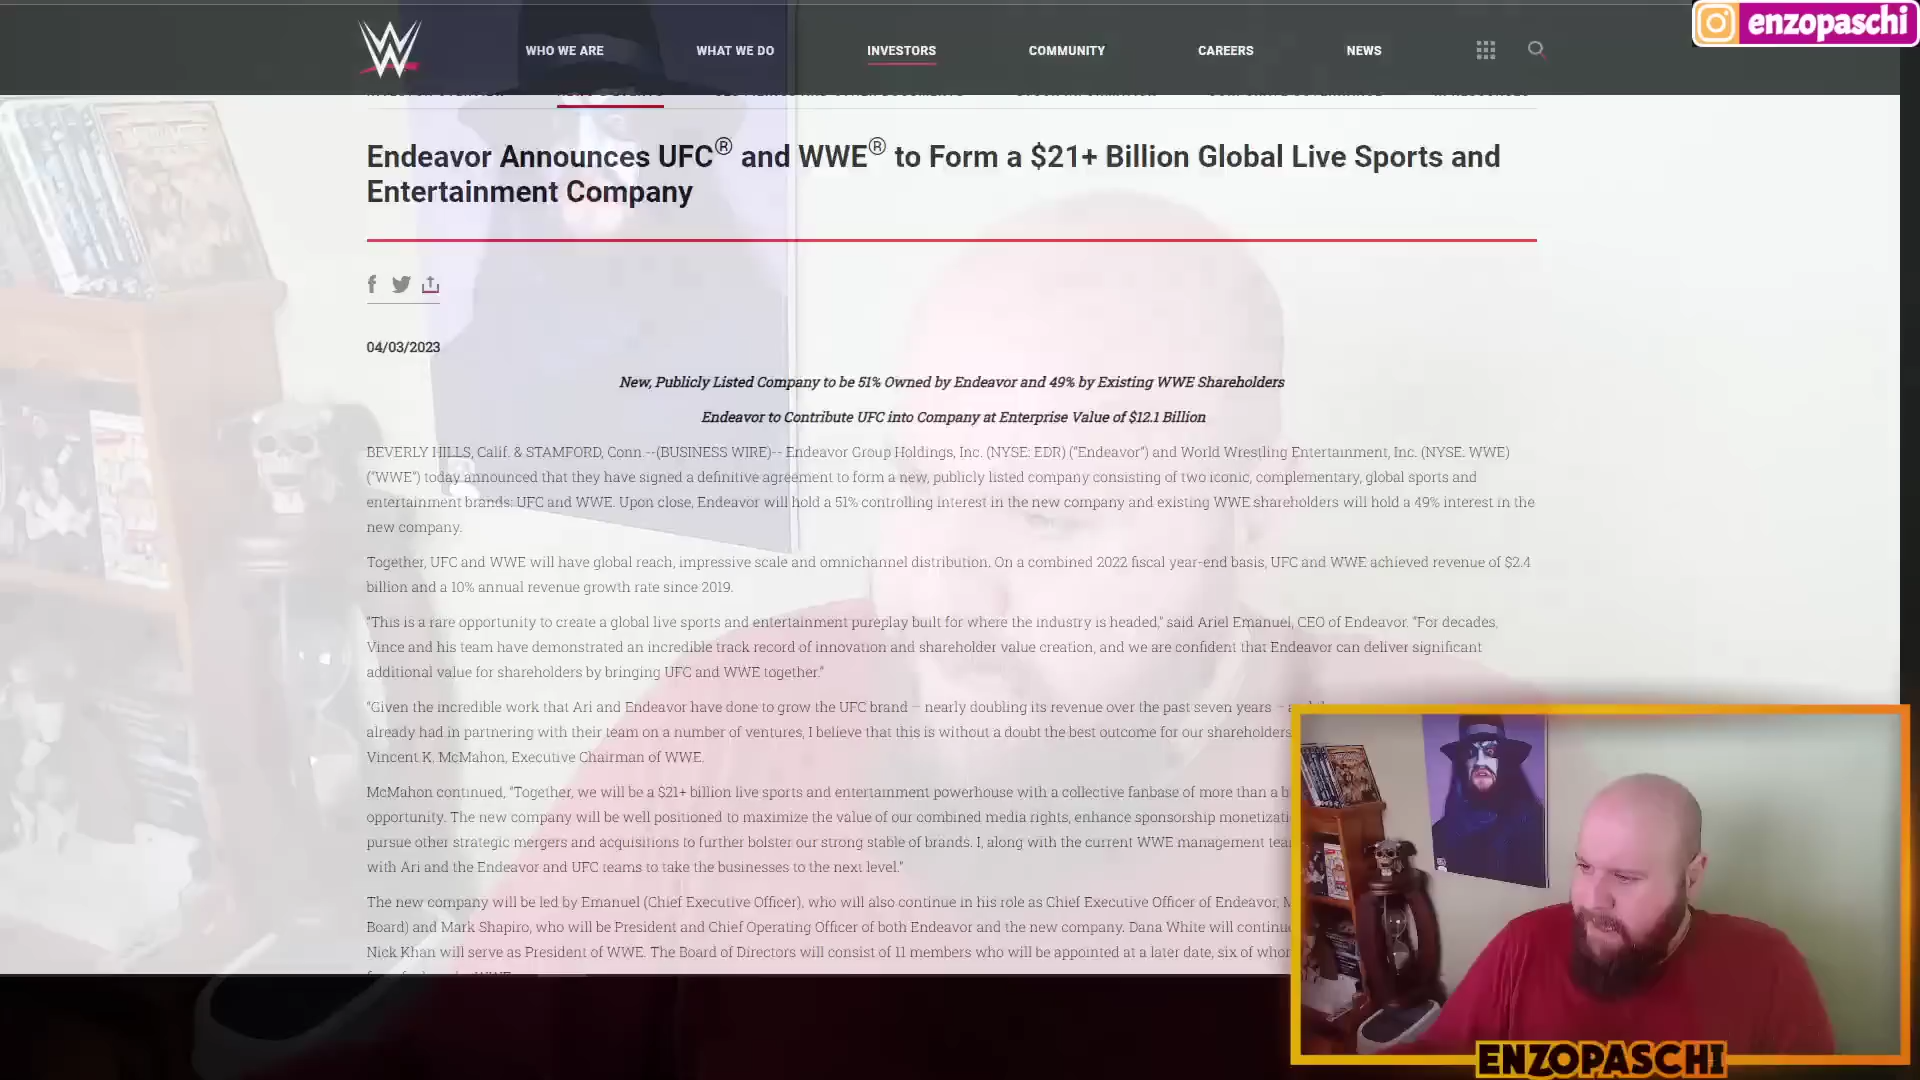 enzopaschi
WHO WE ARE WHAT WE DO INVESTORS COMMUNITY CAREERS NEWS
Endeavor Announces UFC® and WWE® to Form a $21+ Billion Global Live Sports and
Entertainment Company
04/03/2023
New, Publicly Listed Company to be 51% Owned by Endeavor and 49% by Existing WWE Shareholders
Endeavor to Contribute UFC into Company at Enterprise Value of $12.1 Billion
BEVERLY HILLS, Calif. & STAMFORD, Conn.--(BUSINESS WIRE)-- Endeavor Group Holdings, Inc. (NYSE: EDR) (“Endeavor”) and World Wrestling Entertainment, Inc. (NYSE: WWE)
(“WWE”) today announced that they have signed a definitive agreement to form a new, publicly listed company consisting of two iconic, complementary, global sports and
entertainment brands: UFC and WWE. Upon close, Endeavor will hold a 51% controlling interest in the new company and existing WWE shareholders will hold a 49% interest in the
new company.
Together, UFC and WWE will have global reach, impressive scale and omnichannel distribution. On a combined 2022 fiscal year-end basis, UFC and WWE achieved revenue of $2.4
billion and a 10% annual revenue growth rate since 2019.
“This is a rare opportunity to create a global live sports and entertainment pureplay built for where the industry is headed,” said Ariel Emanuel, CEO of Endeavor. “For decades,
Vince and his team have demonstrated an incredible track record of innovation and shareholder value creation, and we are confident that Endeavor can deliver significant
additional value for shareholders by bringing UFC and WWE together.”
“Given the incredible work that Ari and Endeavor have done to grow the UFC brand – nearly doubling its revenue over the past seven years –
already had in partnering with their team on a number of ventures, I believe that this is without a doubt the best outcome for our shareholders
Vincent K. McMahon, Executive Chairman of WWE.
McMahon continued, “Together, we will be a $21+ billion live sports and entertainment powerhouse with a collective fanbase of more than a
opportunity. The new company will be well positioned to maximize the value of our combined media rights, enhance sponsorship
pursue other strategic mergers and acquisitions to further bolster our strong stable of brands. I, along with the current WWE management
with Ari and the Endeavor and UFC teams to take the businesses to the next level.”
The new company will be led by Emanuel (Chief Executive Officer), who will also continue in his role as Chief Executive Officer of Endeavor,
Board) and Mark Shapiro, who will be President and Chief Operating Officer of both Endeavor and the new company. Dana White will
Nick Khan will serve as President of WWE. The Board of Directors will consist of 11 members who will be appointed at a later date, six of
ENZOPASCHI